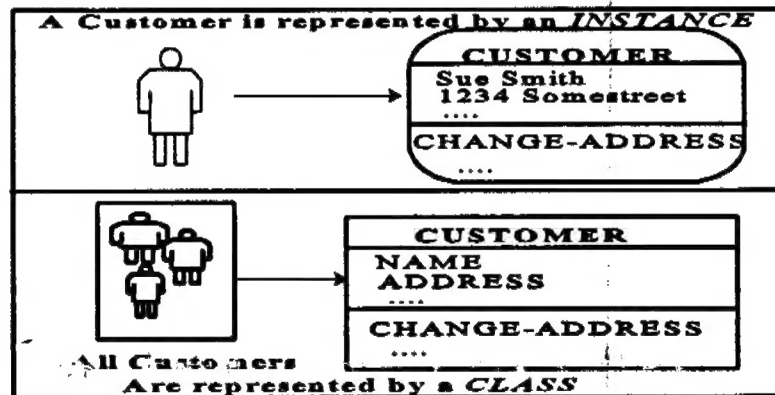 A Customer is represented by an INSTANCE
CUSTOMER
Sue Smith
1234 Somestreet
....
CHANGE-ADDRESS
....
CUSTOMER
NAME
ADDRESS
....
CHANGE-ADDRESS
....
All Customers
Are represented by a CLASS